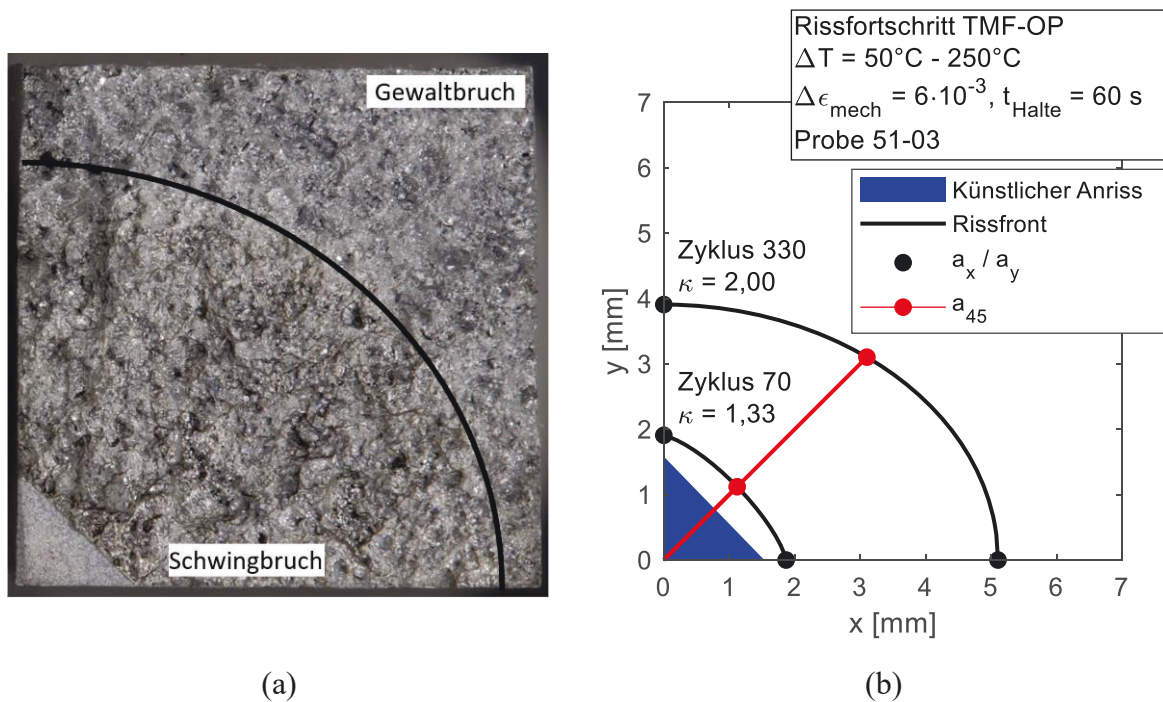 Gewaltbruch
Schwingbruch
(a)
Rissfortschritt TMF-OP
ΔT = 50°C - 250°C
Δϵmech = 6·10⁻³, tHalte = 60 s
Probe 51-03
Künstlicher Anriss
Rissfront
ax / ay
a45
Zyklus 330
κ = 2,00
Zyklus 70
κ = 1,33
y [mm]
7
6
5
4
3
2
1
0
0 1 2 3 4 5 6 7
x [mm]
(b)